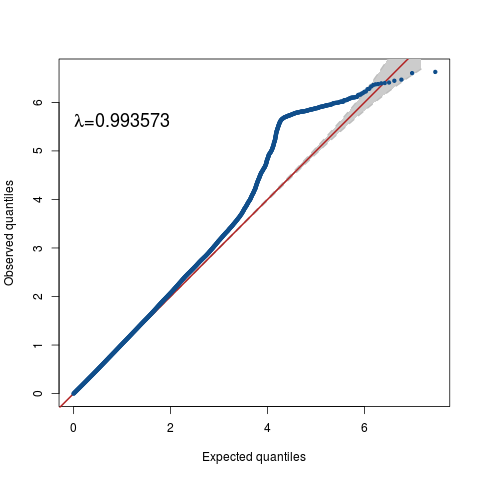 λ=0.993573
Observed quantiles
6
5
4
3
2
1
0
0 2 4 6
Expected quantiles